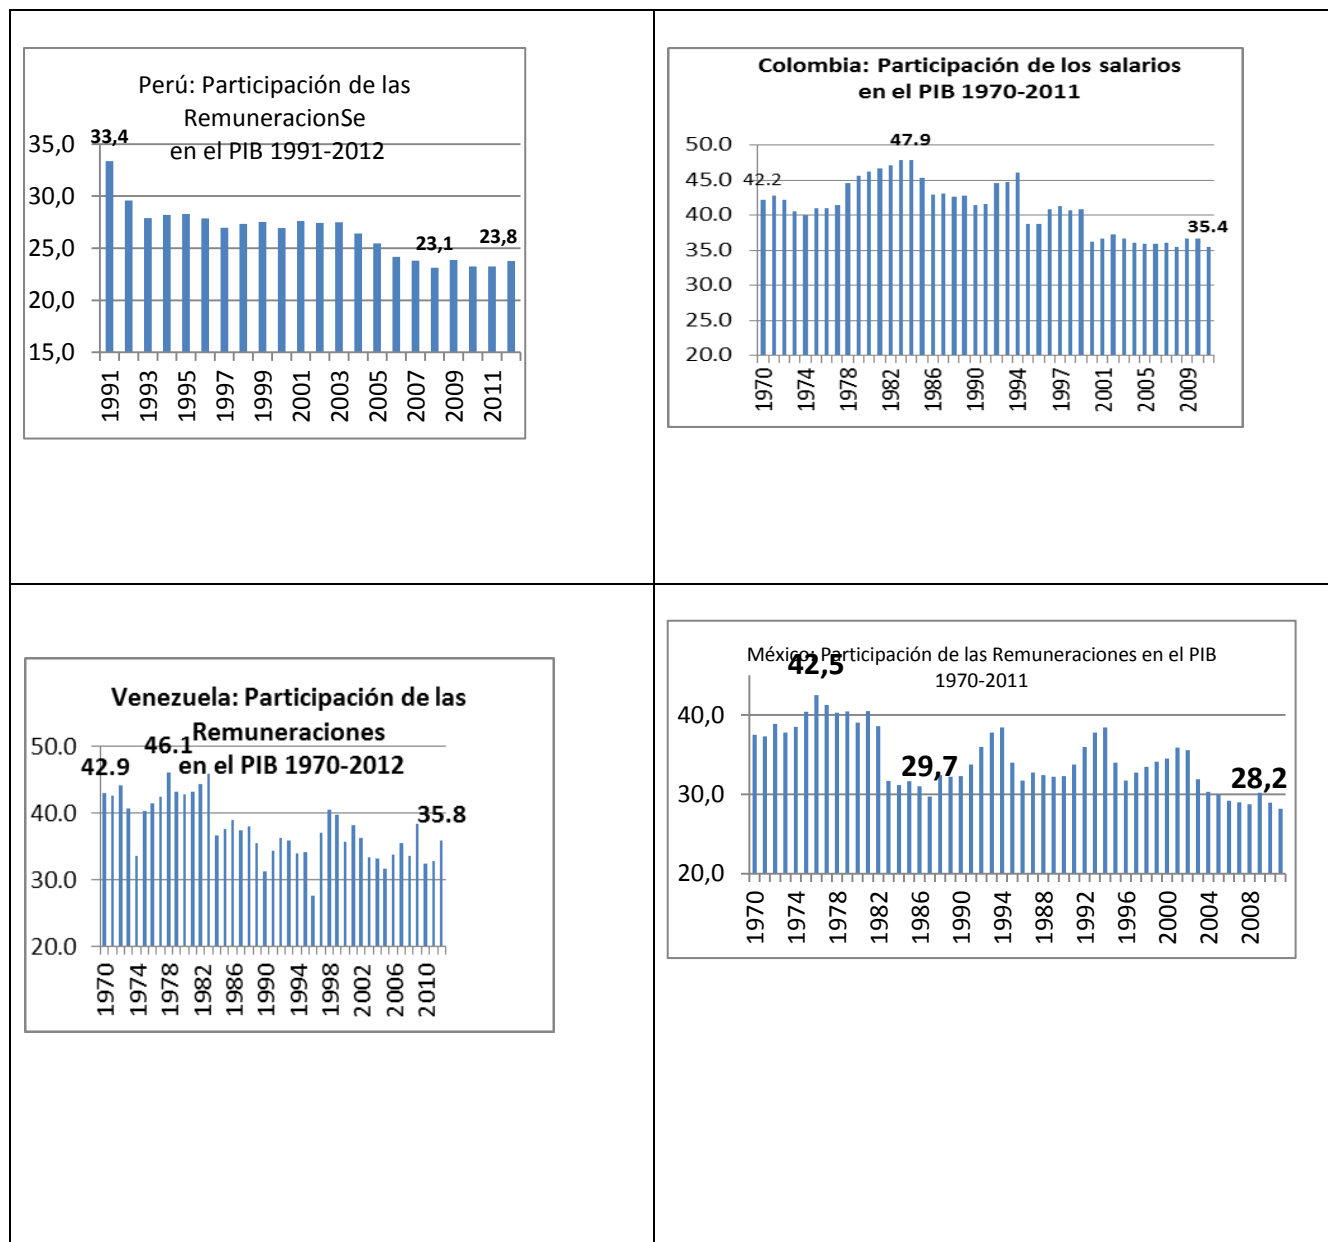 Perú: Participación de las
RemuneracionSe
en el PIB 1991-2012
33,4
23,1
23,8
35,0
30,0
25,0
20,0
15,0
1991 1993 1995 1997 1999 2001 2003 2005 2007 2009 2011
Colombia: Participación de los salarios
en el PIB 1970-2011
47.9
42.2
35.4
50.0
45.0
40.0
35.0
30.0
25.0
20.0
1970 1974 1978 1982 1986 1990 1994 1997 2001 2005 2009
Venezuela: Participación de las
Remuneraciones
en el PIB 1970-2012
46.1
42.9
35.8
50.0
40.0
30.0
20.0
1970 1974 1978 1982 1986 1990 1994 1998 2002 2006 2010
México: Participación de las Remuneraciones en el PIB
1970-2011
42,5
29,7
28,2
40,0
30,0
20,0
1970 1974 1978 1982 1986 1990 1994 1988 1992 1996 2000 2004 2008